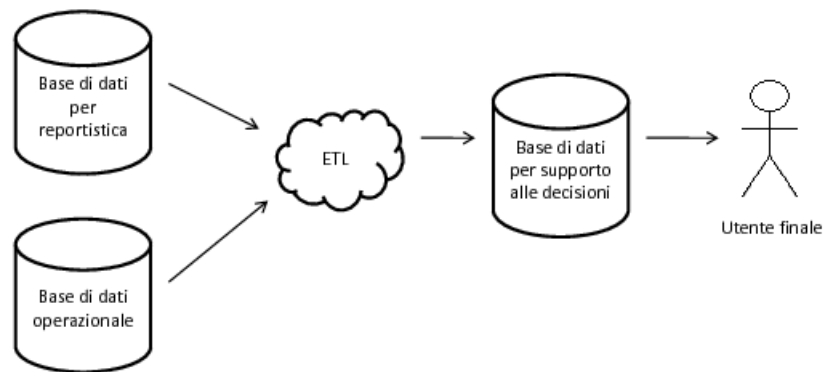 Base di dati
per
reportistica
ETL
Base di dati
per supporto
alle decisioni
Utente finale
Base di dati
operazionale